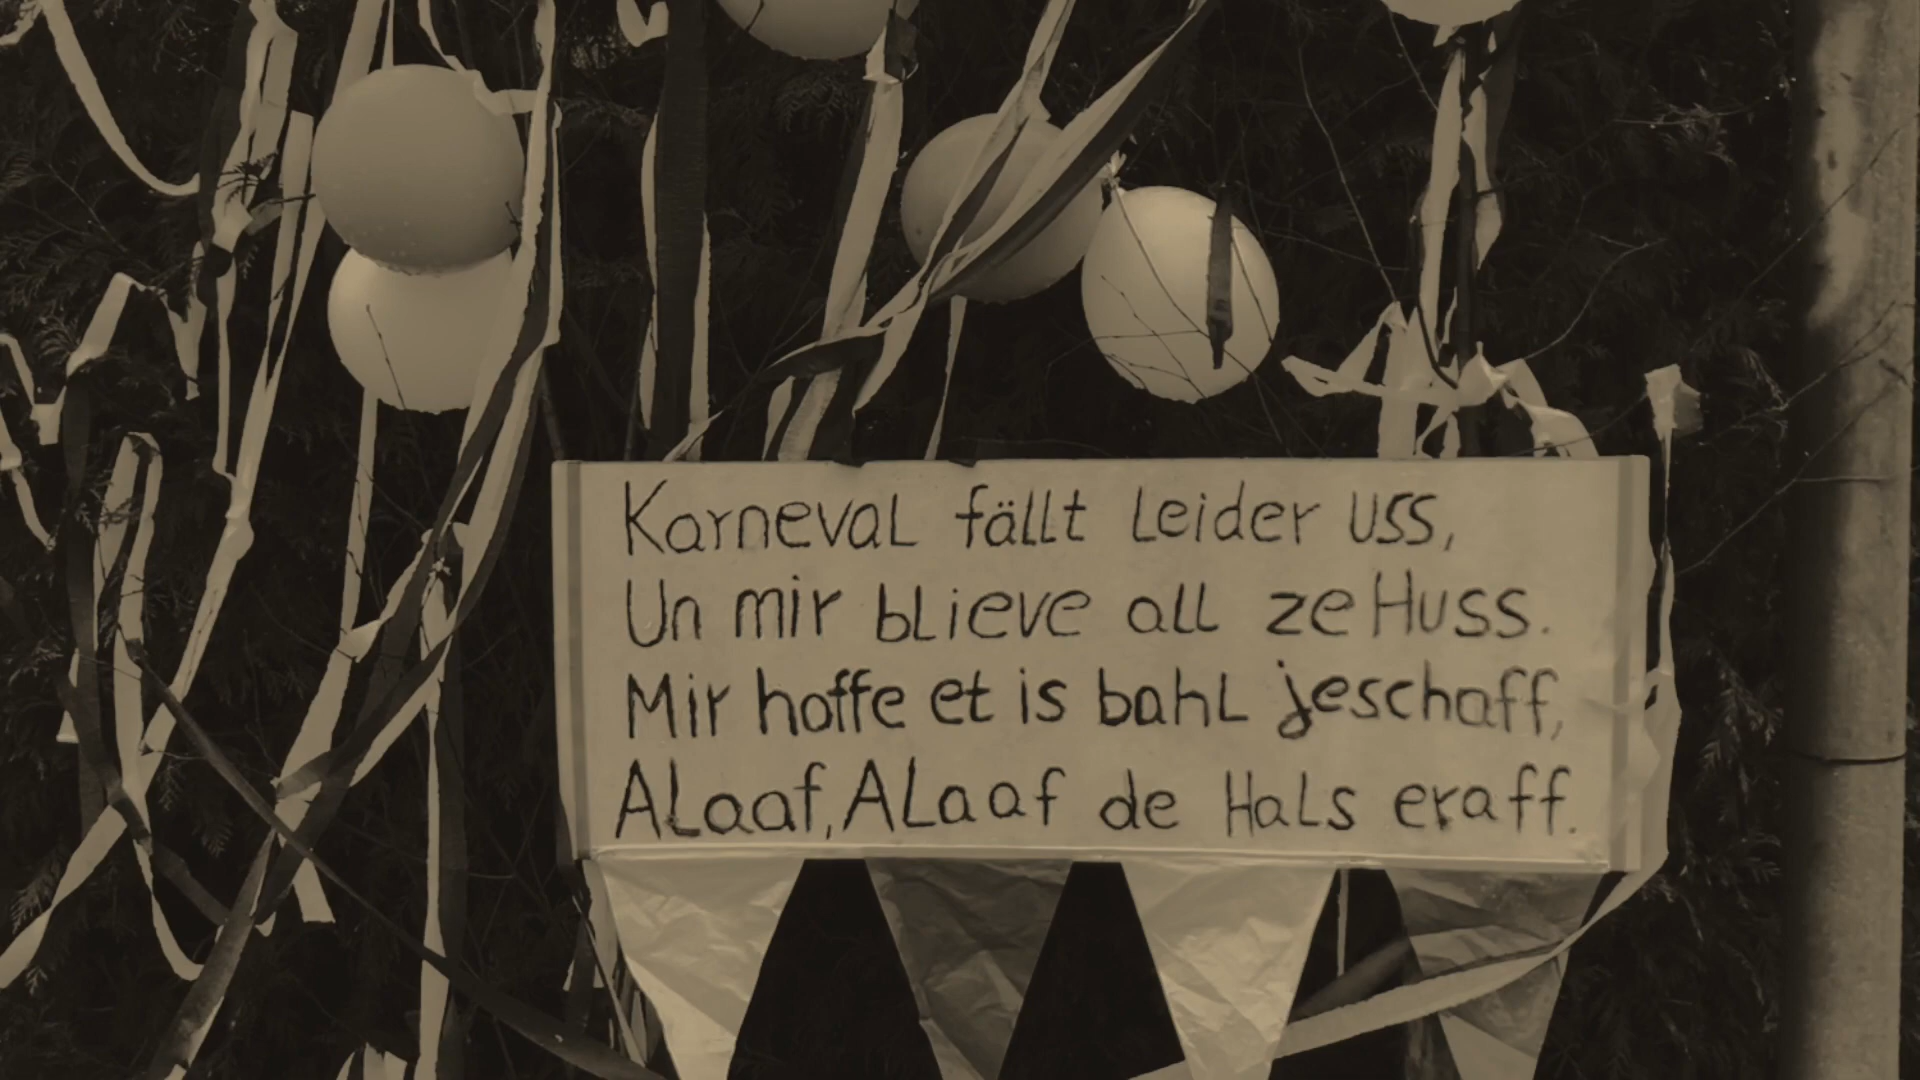 Karneval fällt Leider uss,
Un mir blieve all ze Huss.
Mir hoffe et is bahl jeschaff,
Alaaf, Alaaf de Hals eraff.